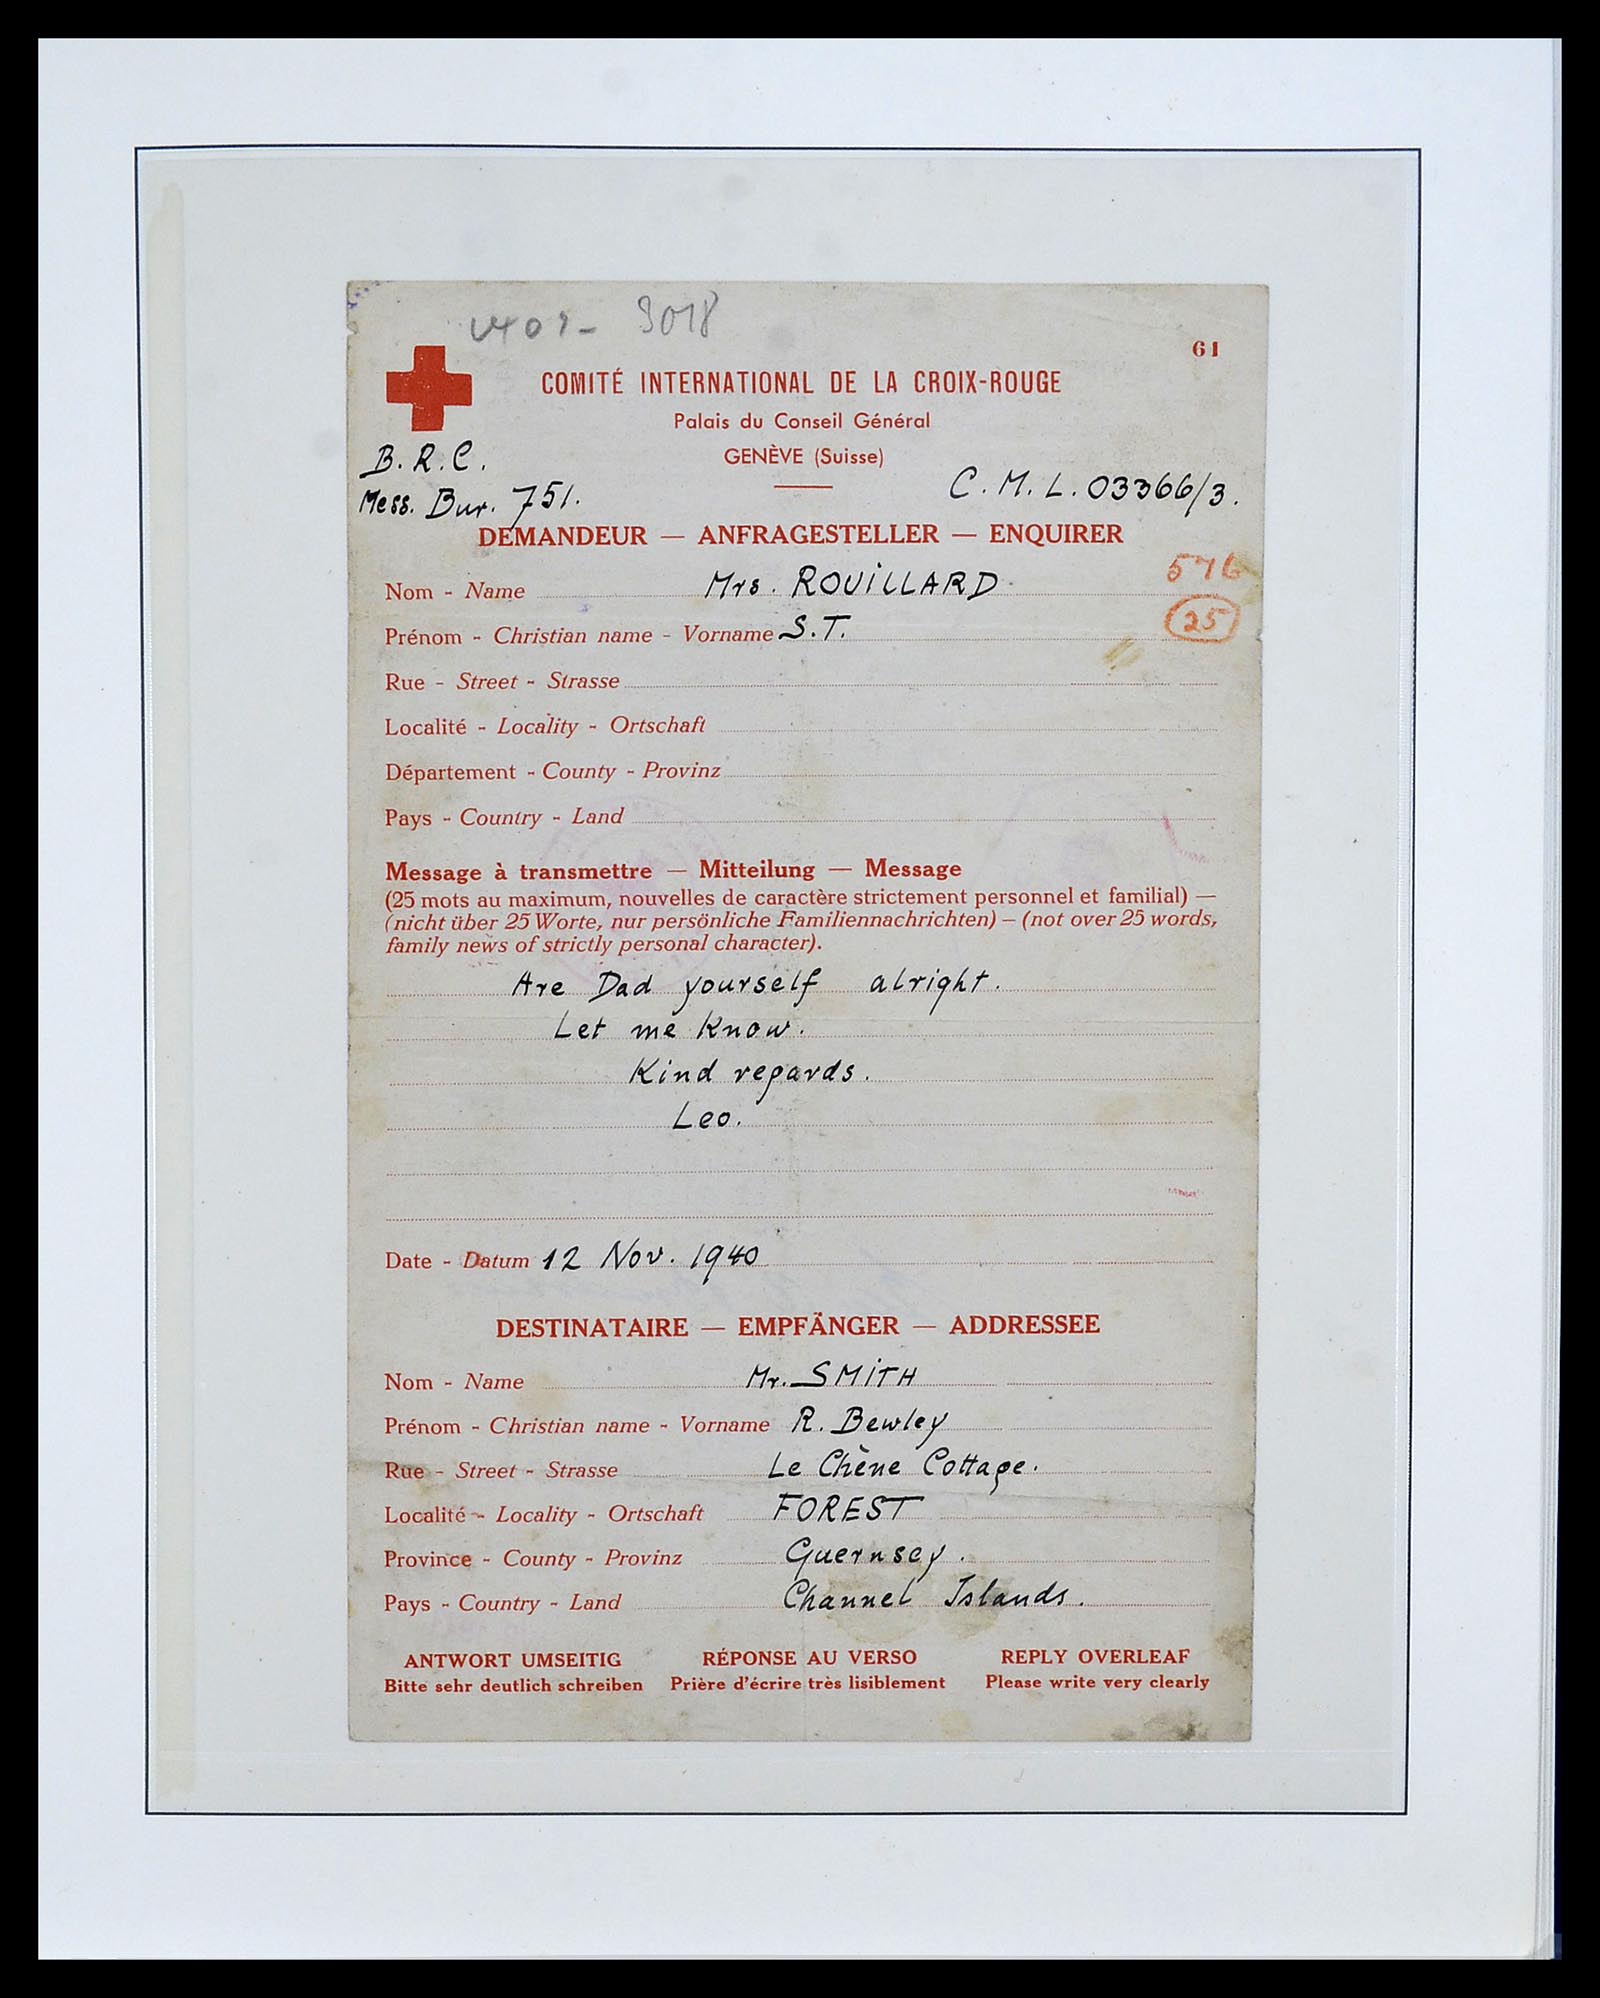 3018
61
COMITÉ INTERNATIONAL DE LA CROIX-ROUGE
Palais du Conseil Général
GENÈVE (Suisse)
B. R. C.
Mess. Bur. 751.
C. M. L. 03366/3.
DEMANDEUR — ANFRAGESTELLER — ENQUIRER
576
Nom - Name Mrs. ROUILLARD
25
Prénom - Christian name - Vorname S. T.
Rue - Street - Strasse
Localité - Locality - Ortschaft
Département - County - Provinz
Pays - Country - Land
Message à transmettre — Mitteilung — Message
(25 mots au maximum, nouvelles de caractère strictement personnel et familial) —
(nicht über 25 Worte, nur persönliche Familiennachrichten) — (not over 25 words,
family news of strictly personal character).
Are Dad yourself alright.
Let me know.
Kind regards.
Leo.
Date - Datum 12 Nov. 1940
DESTINATAIRE — EMPFÄNGER — ADDRESSEE
Nom - Name Mr. SMITH
Prénom - Christian name - Vorname R. Bewley
Rue - Street - Strasse Le Chène Cottage.
Localité - Locality - Ortschaft FOREST
Province - County - Provinz Guernsey.
Pays - Country - Land Channel Islands.
ANTWORT UMSEITIG RÉPONSE AU VERSO REPLY OVERLEAF
Bitte sehr deutlich schreiben Prière d'écrire très lisiblement Please write very clearly